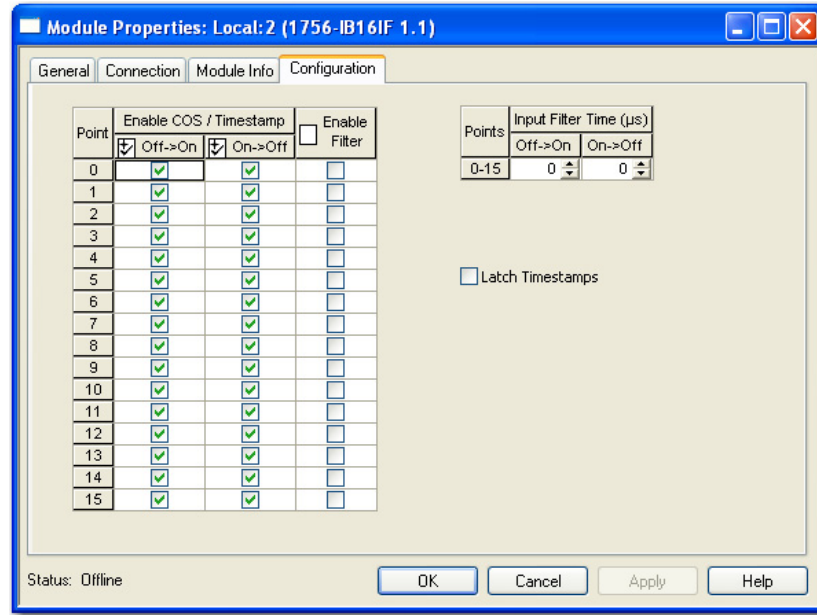 Module Properties: Local:2 (1756-IB16IF 1.1)
General Connection Module Info Configuration
Point Enable COS / Timestamp Enable Filter
Off->On On->Off
0
1
2
3
4
5
6
7
8
9
10
11
12
13
14
15
Points Input Filter Time (µs)
Off->On On->Off
0-15 0 0
Latch Timestamps
Status: Offline
OK Cancel Apply Help